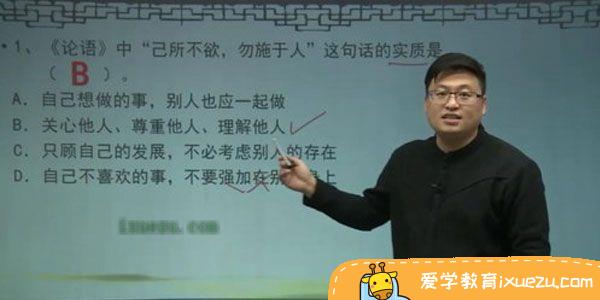 1、《论语》中“己所不欲，勿施于人”这句话的实质是
（ B ）。
A．自己想做的事，别人也应一起做
B．关心他人、尊重他人、理解他人
C．只顾自己的发展，不必考虑别人的存在
D．自己不喜欢的事，不要强加在别 上
ixuezu.com
爱学教育ixuezu.com